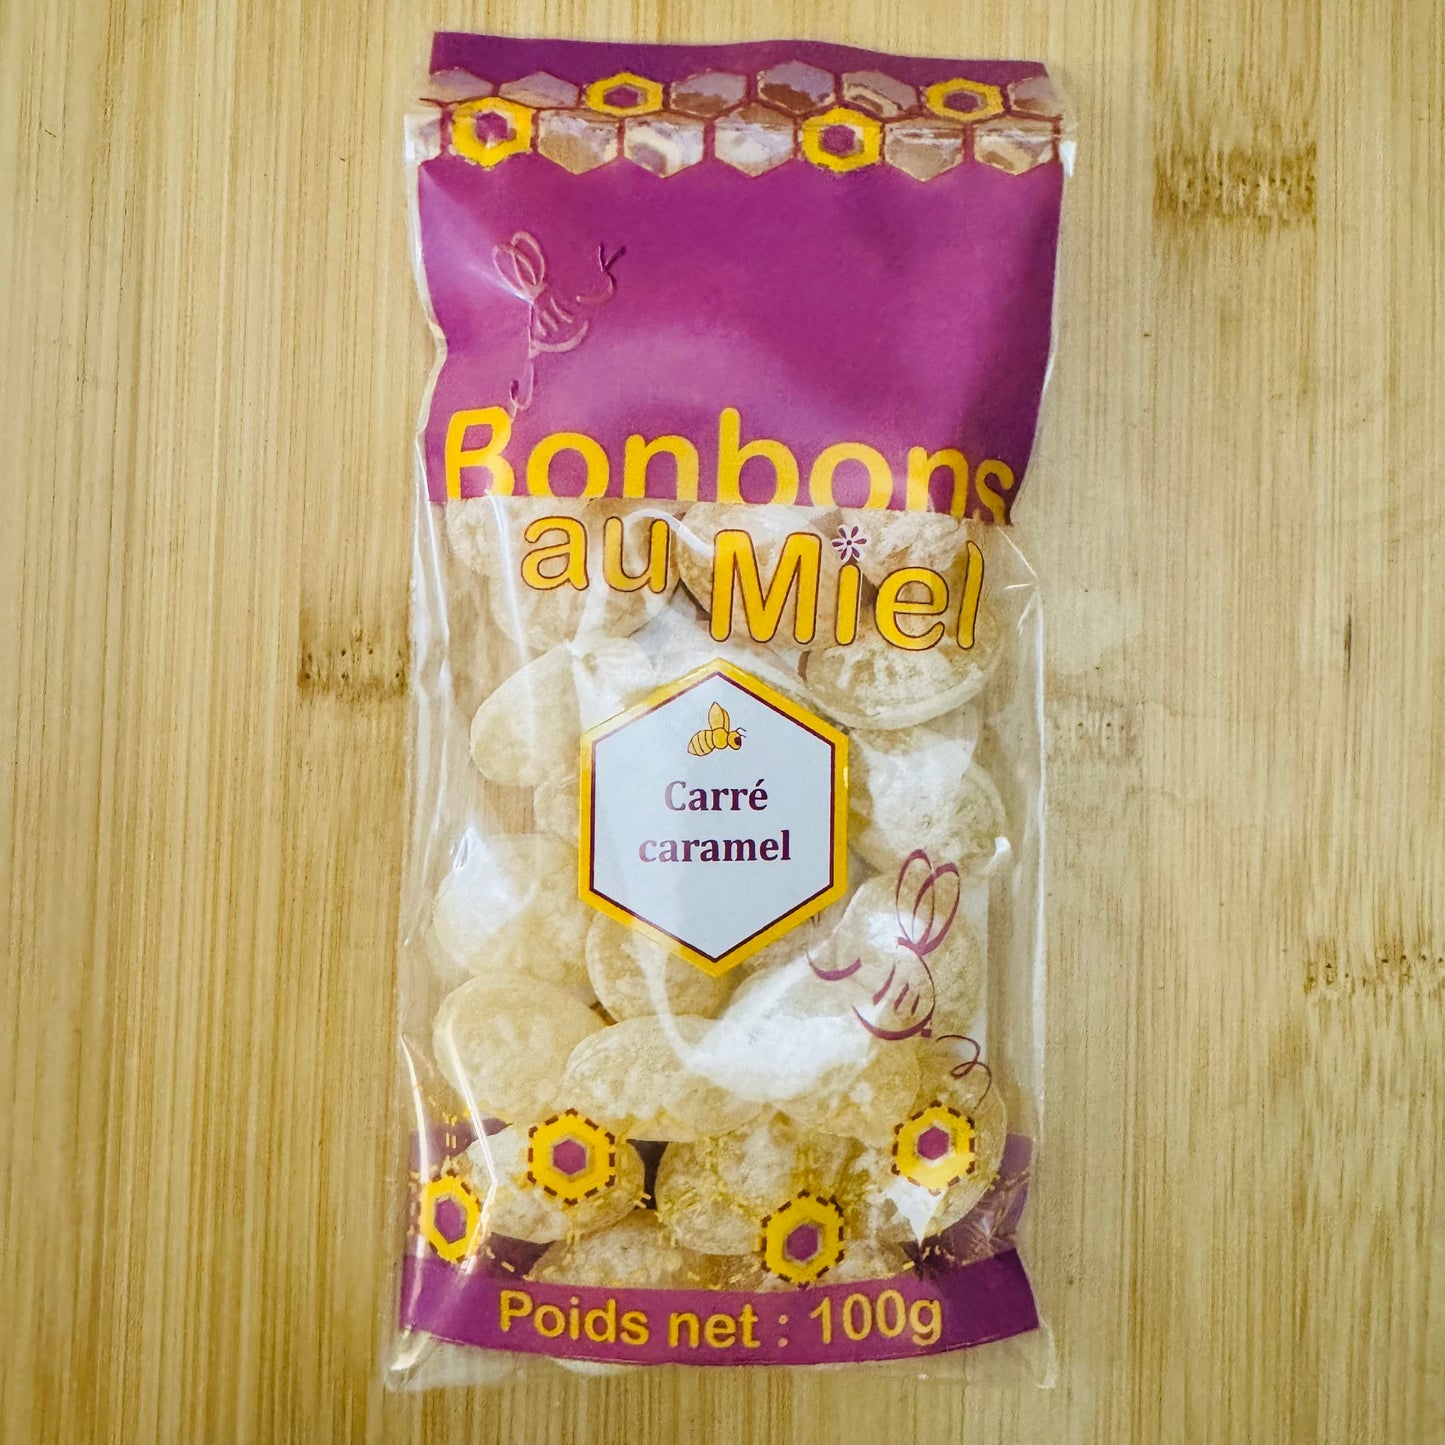 Bonbons
au Miel
Carré
caramel
Poids net : 100g